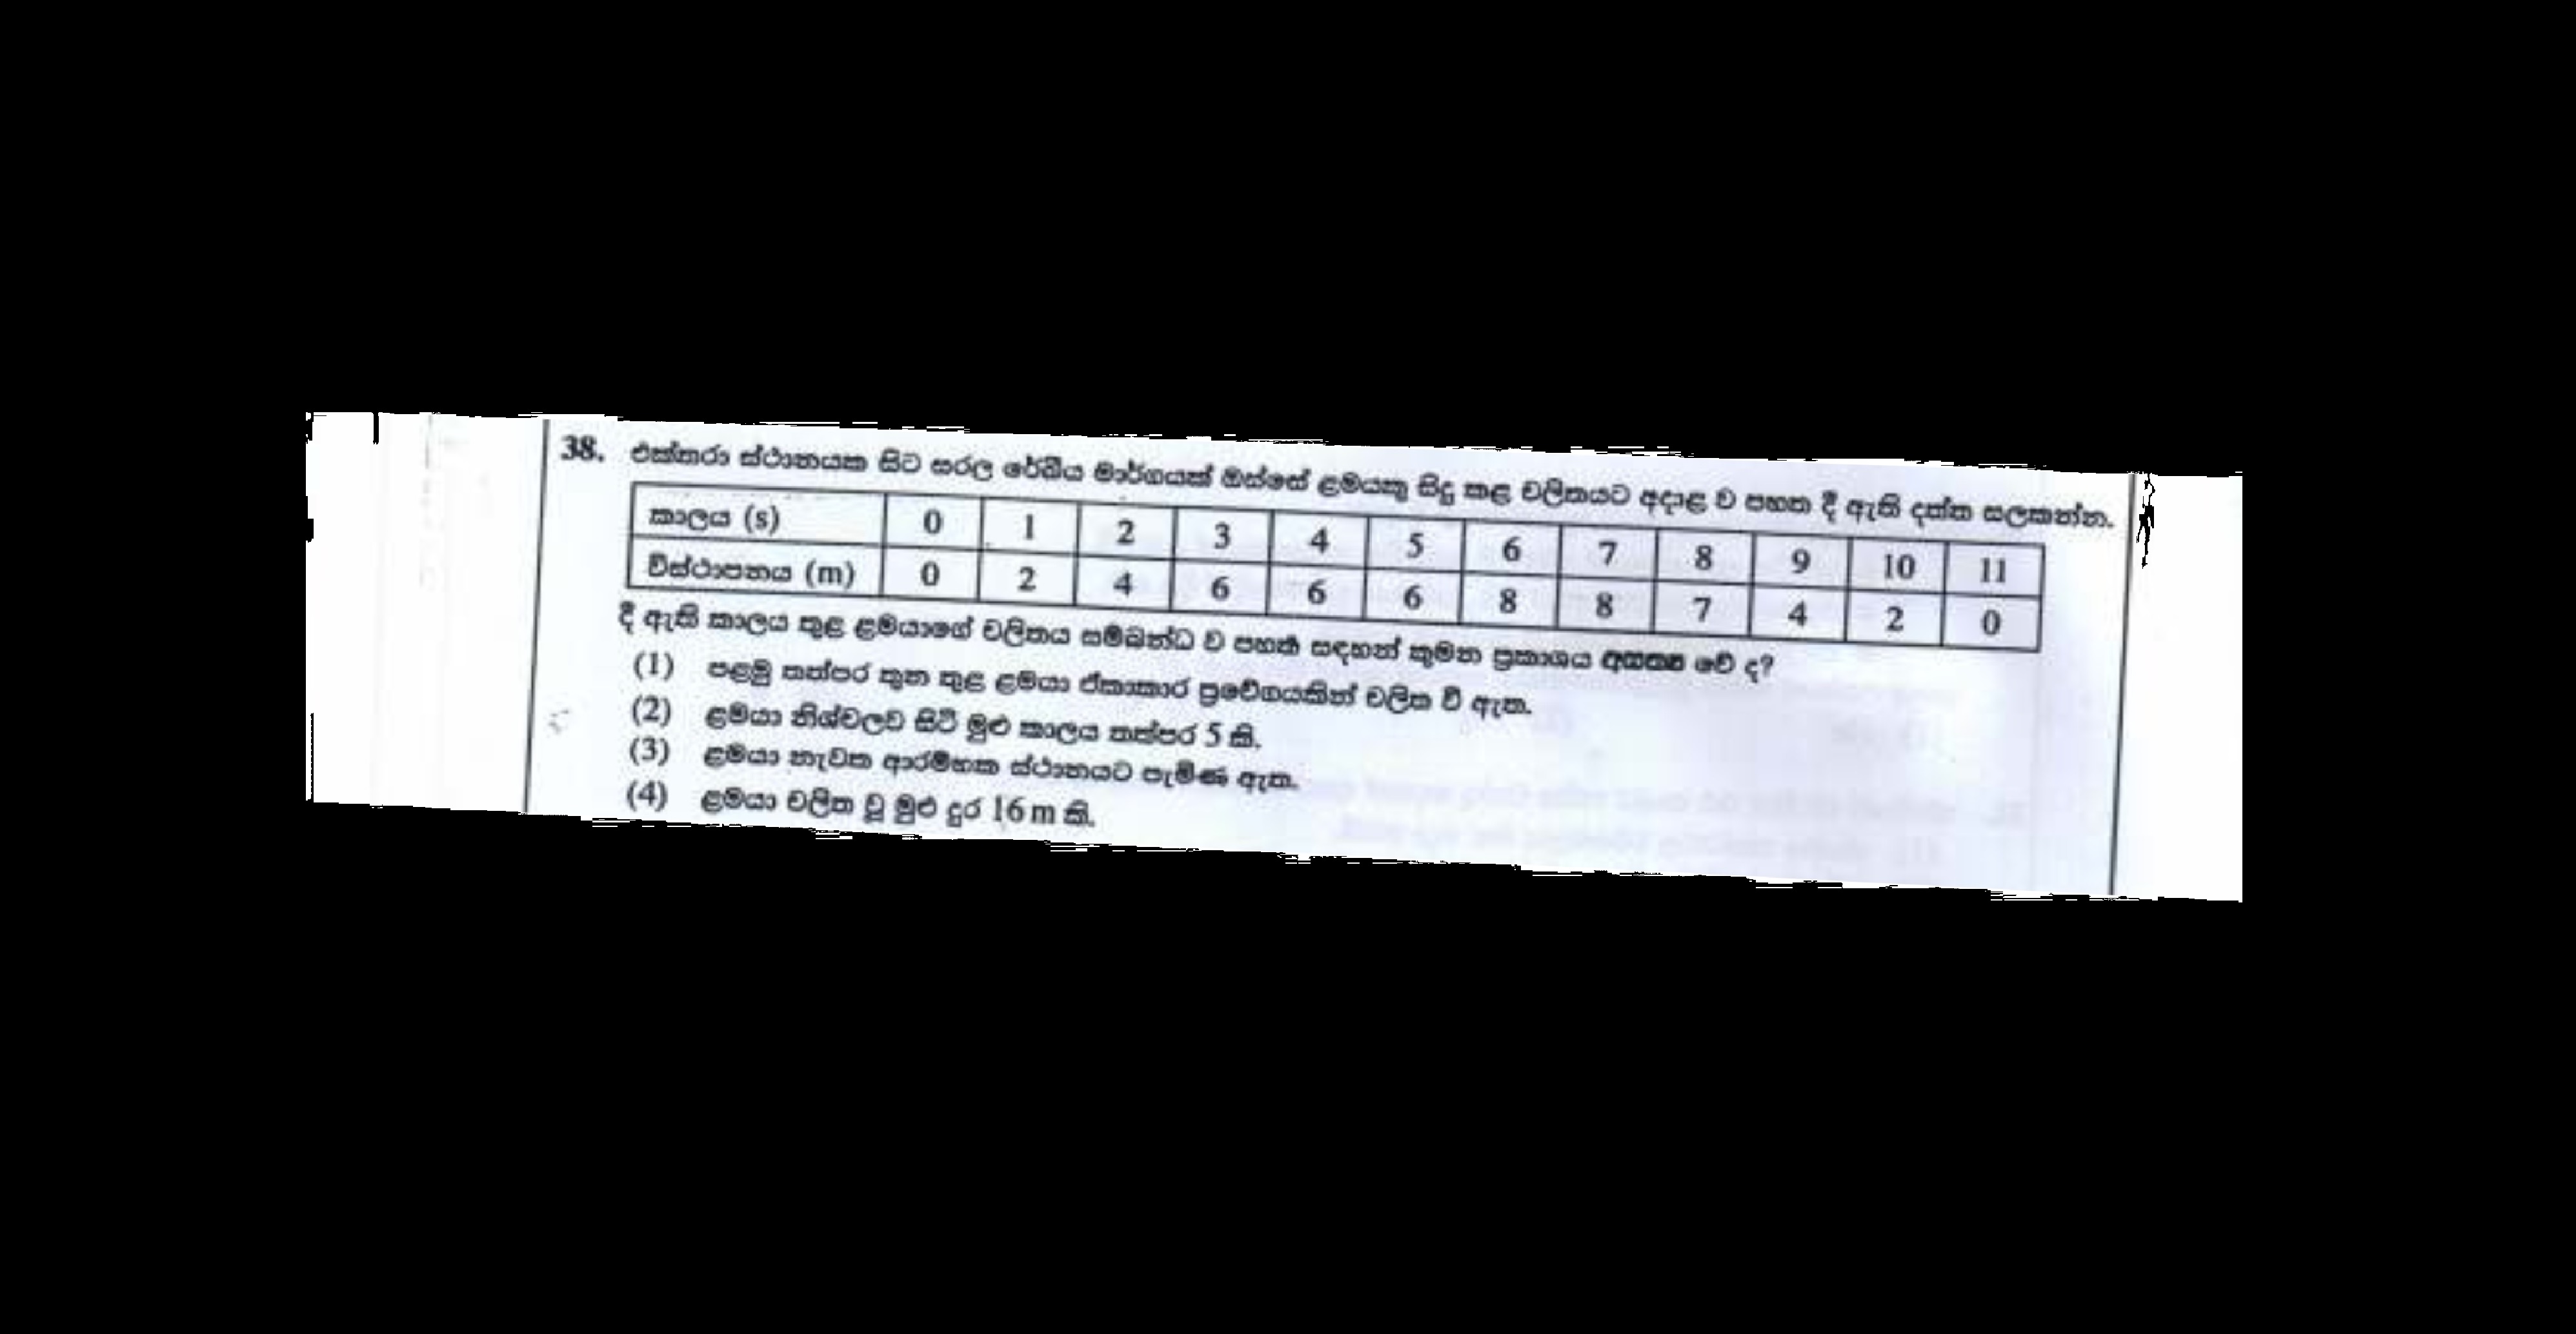 38. එක්තරා ස්ථානයක සිට සරල රේඛීය මාර්ගයක් ඔස්සේ ළමයකු සිදු කළ චලිතයට අදාළ ව පහත දී ඇති දත්ත සලකන්න.
කාලය (s) 0 1 2 3 4 5 6 7 8 9 10 11
විස්ථාපනය (m) 0 2 4 6 6 6 8 8 7 4 2 0
දී ඇති කාලය තුළ ළමයාගේ චලිතය සම්බන්ධ ව පහත සඳහන් කුමන ප්‍රකාශය අසත්‍ය වේ ද?
(1) පළමු තත්පර තුන තුළ ළමයා ඒකාකාර ප්‍රවේගයකින් චලිත වී ඇත.
(2) ළමයා නිශ්චලව සිටි මුළු කාලය තත්පර 5 කි.
(3) ළමයා නැවත ආරම්භක ස්ථානයට පැමිණ ඇත.
(4) ළමයා චලිත වූ මුළු දුර 16 m කි.